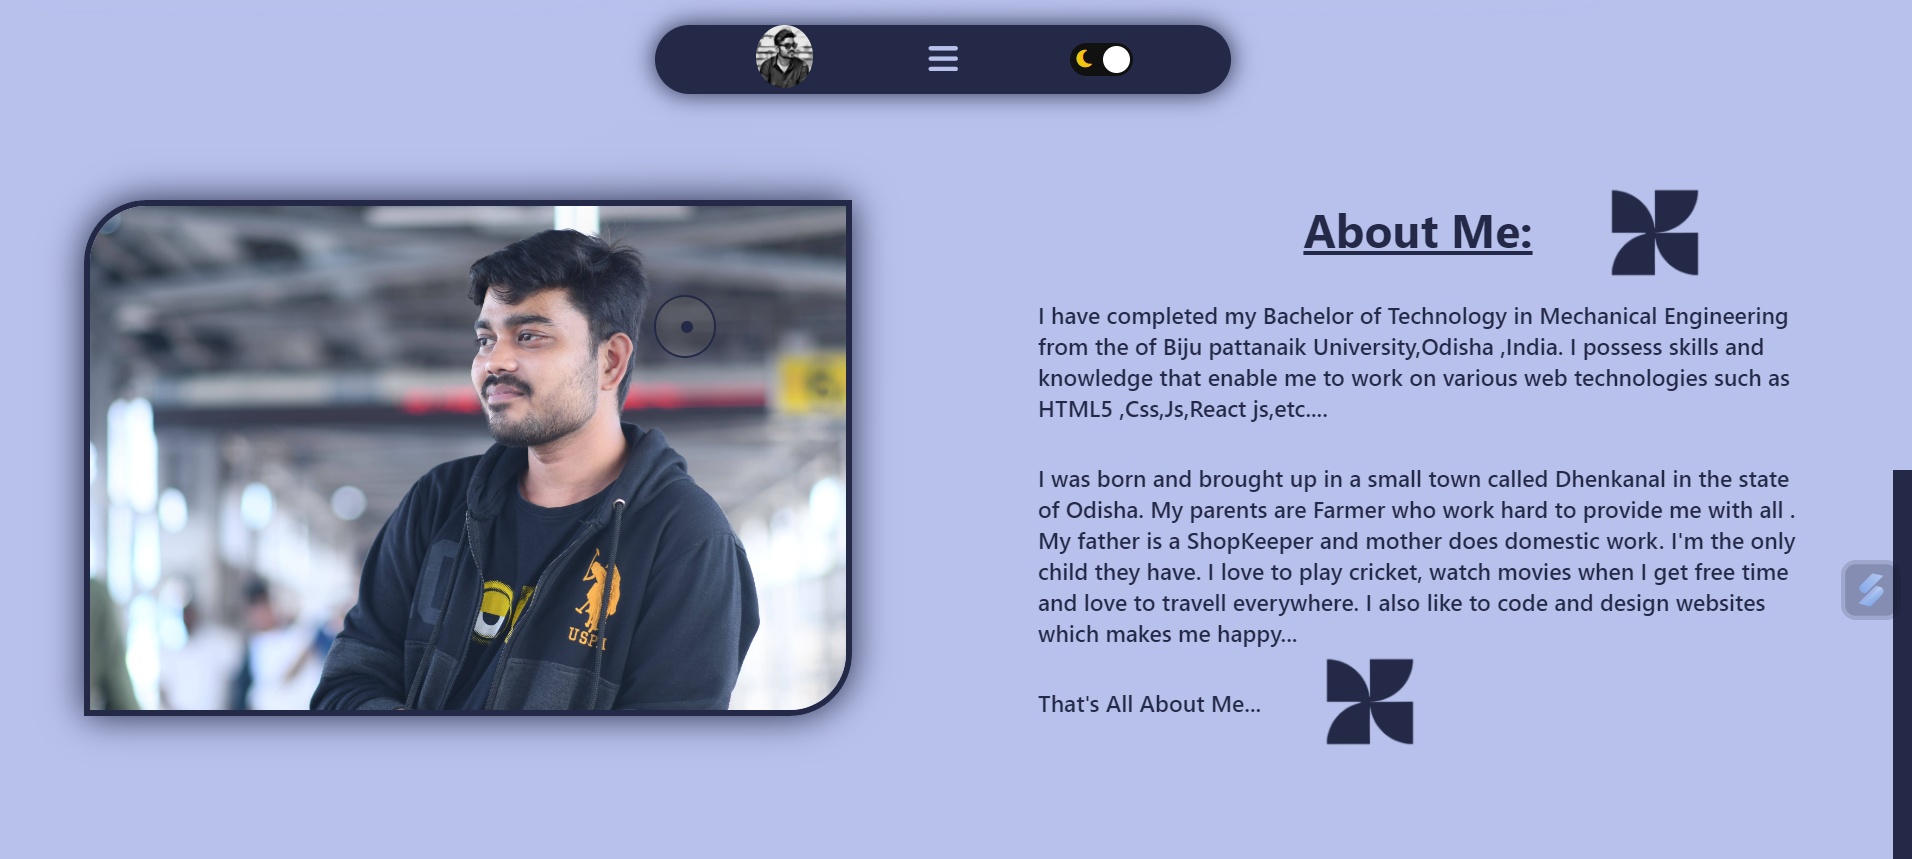 About Me:
I have completed my Bachelor of Technology in Mechanical Engineering
from the of Biju pattanaik University,Odisha ,India. I possess skills and
knowledge that enable me to work on various web technologies such as
HTML5 ,Css,Js,React js,etc....
I was born and brought up in a small town called Dhenkanal in the state
of Odisha. My parents are Farmer who work hard to provide me with all .
My father is a ShopKeeper and mother does domestic work. I'm the only
child they have. I love to play cricket, watch movies when I get free time
and love to travell everywhere. I also like to code and design websites
which makes me happy...
That's All About Me...